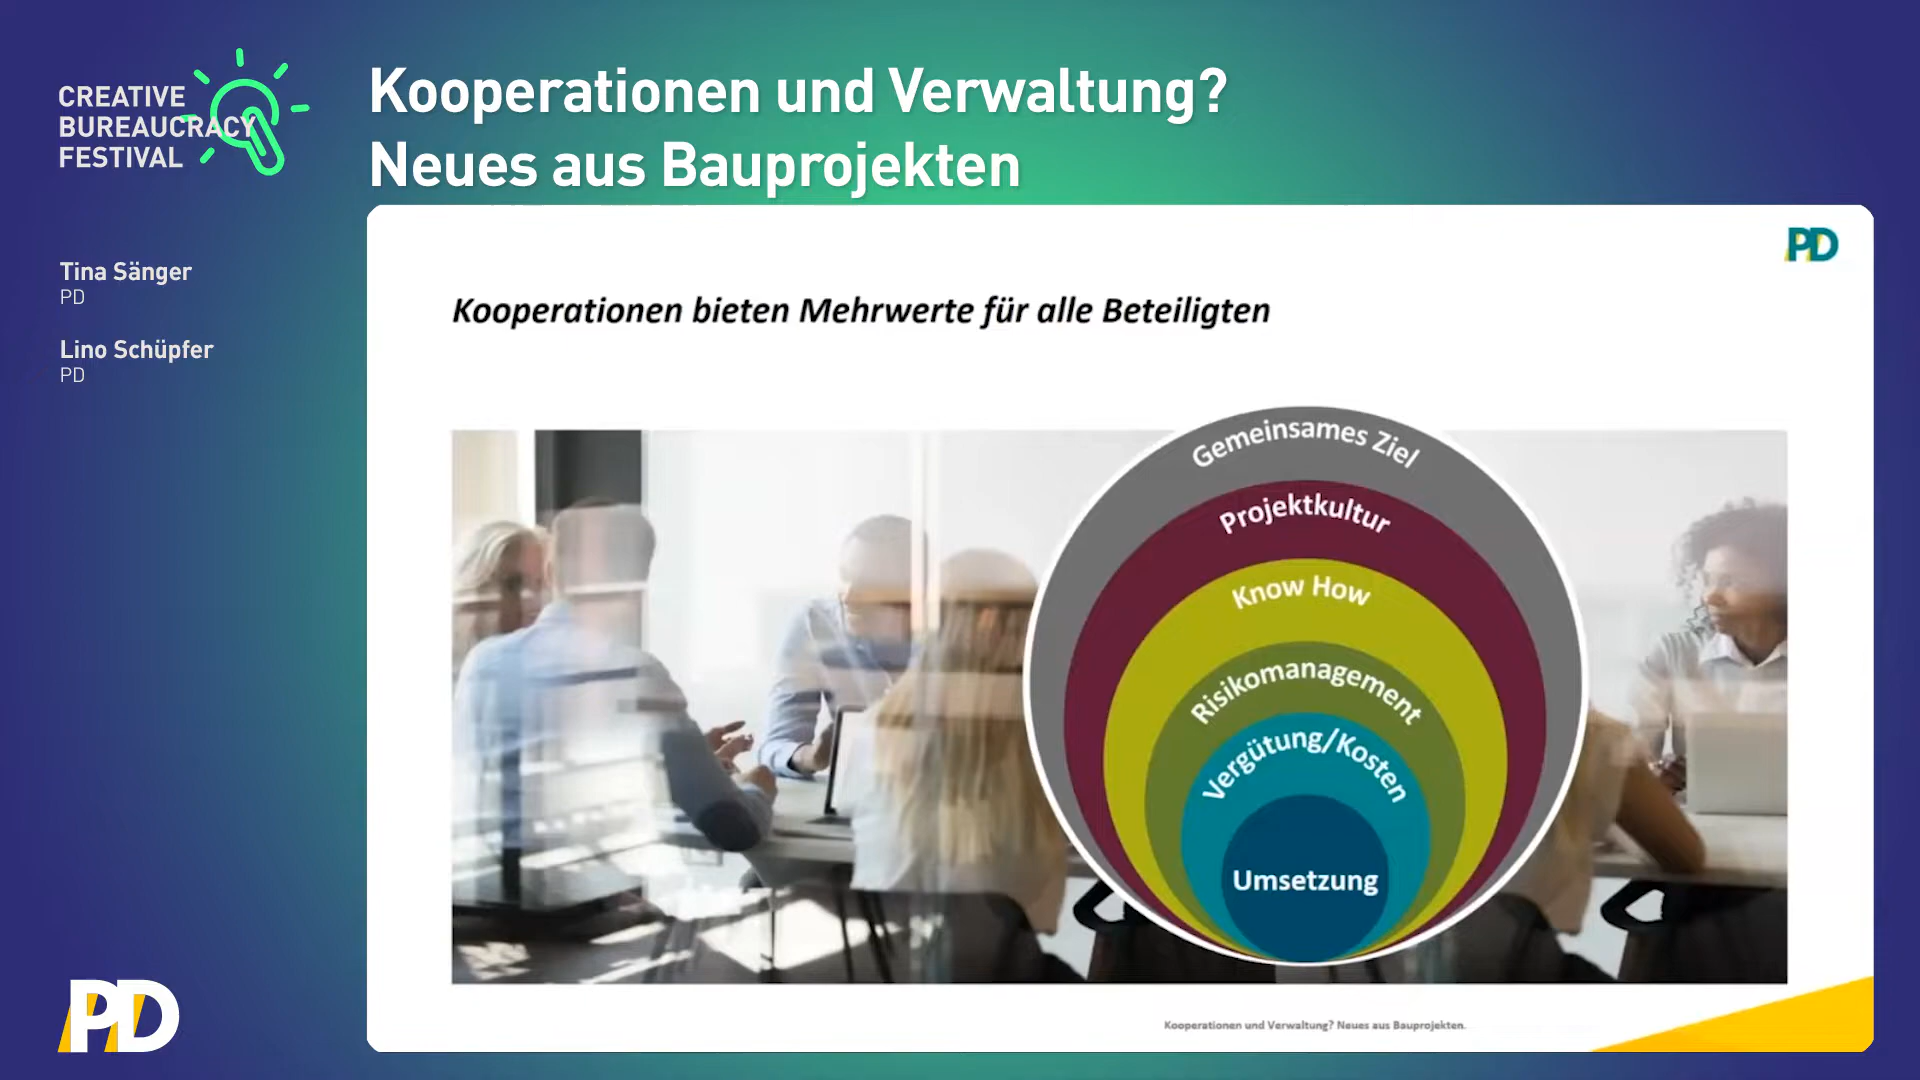 CREATIVE
BUREAUCRACY
FESTIVAL
Kooperationen und Verwaltung?
Neues aus Bauprojekten
Tina Sänger
PD
Lino Schüpfer
PD
PD
Kooperationen bieten Mehrwerte für alle Beteiligten
Gemeinsames Ziel
Projektkultur
Know How
Risikomanagement
Vergütung/Kosten
Umsetzung
Kooperationen und Verwaltung? Neues aus Bauprojekten.
PD